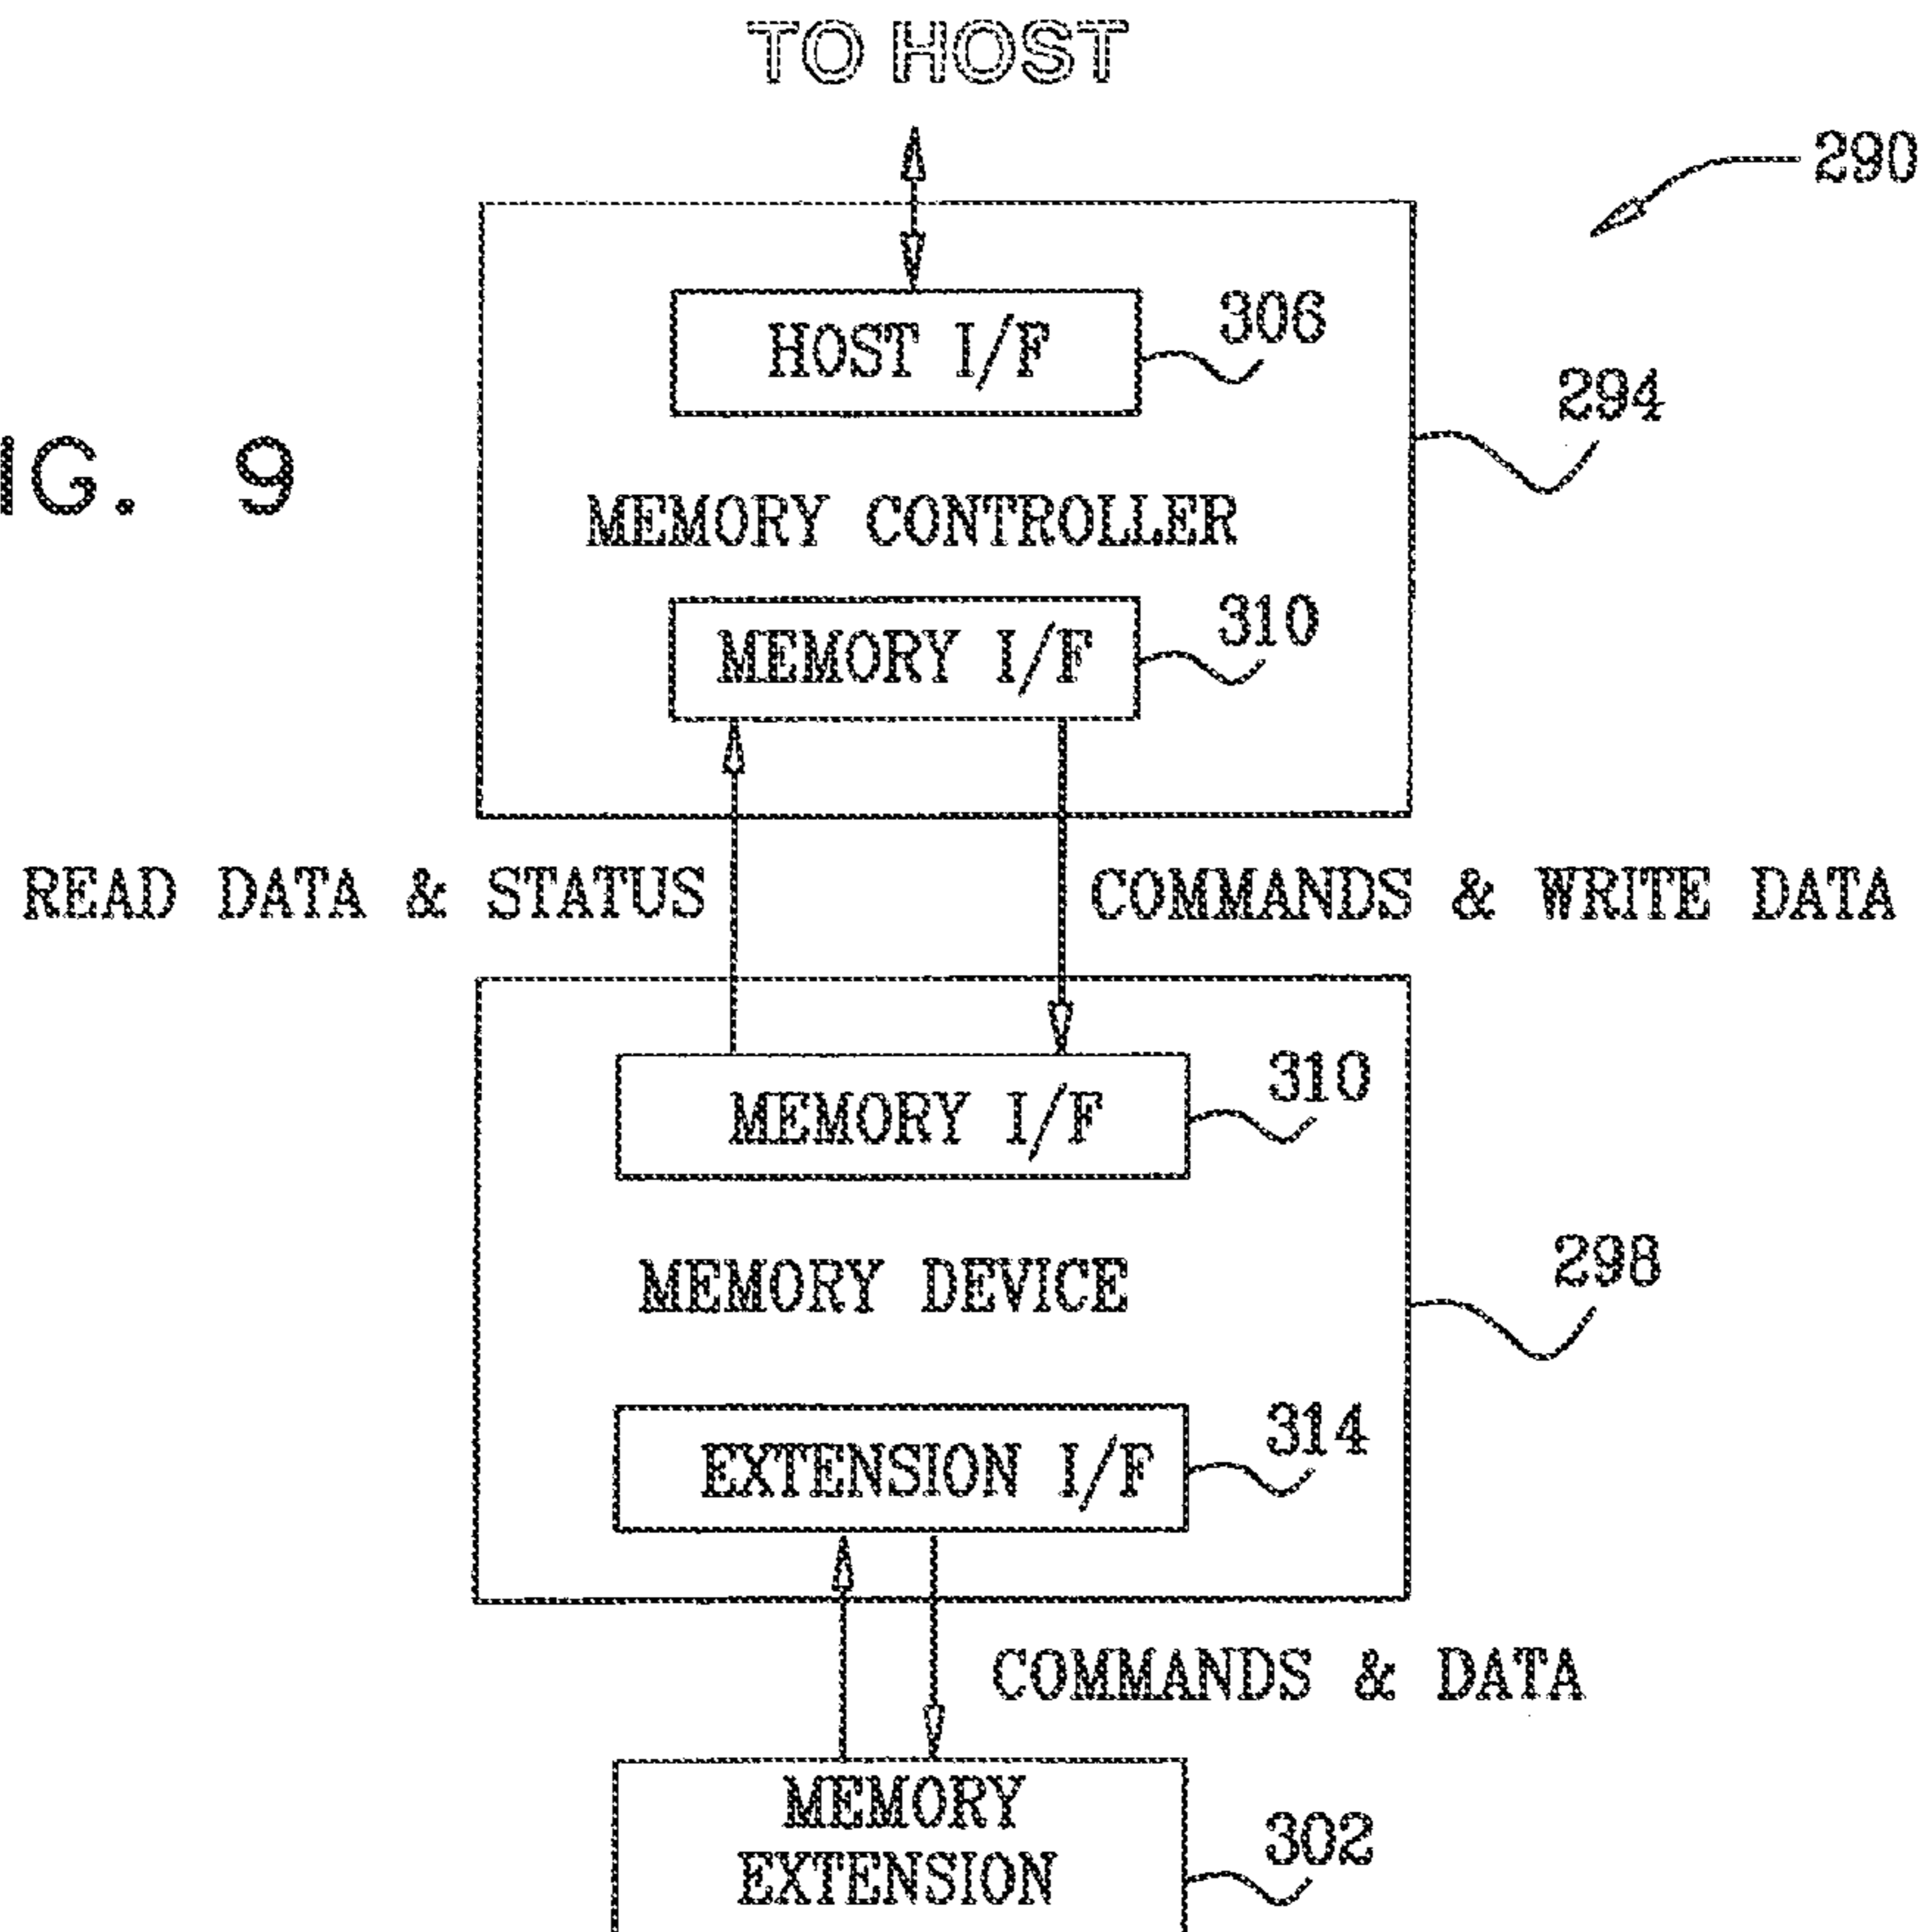 TO HOST
290
HOST I/F
306
294
IG. 9
MEMORY CONTROLLER
MEMORY I/F
310
READ DATA & STATUS
COMMANDS & WRITE DATA
MEMORY I/F
310
MEMORY DEVICE
298
EXTENSION I/F
314
COMMANDS & DATA
MEMORY
EXTENSION
302